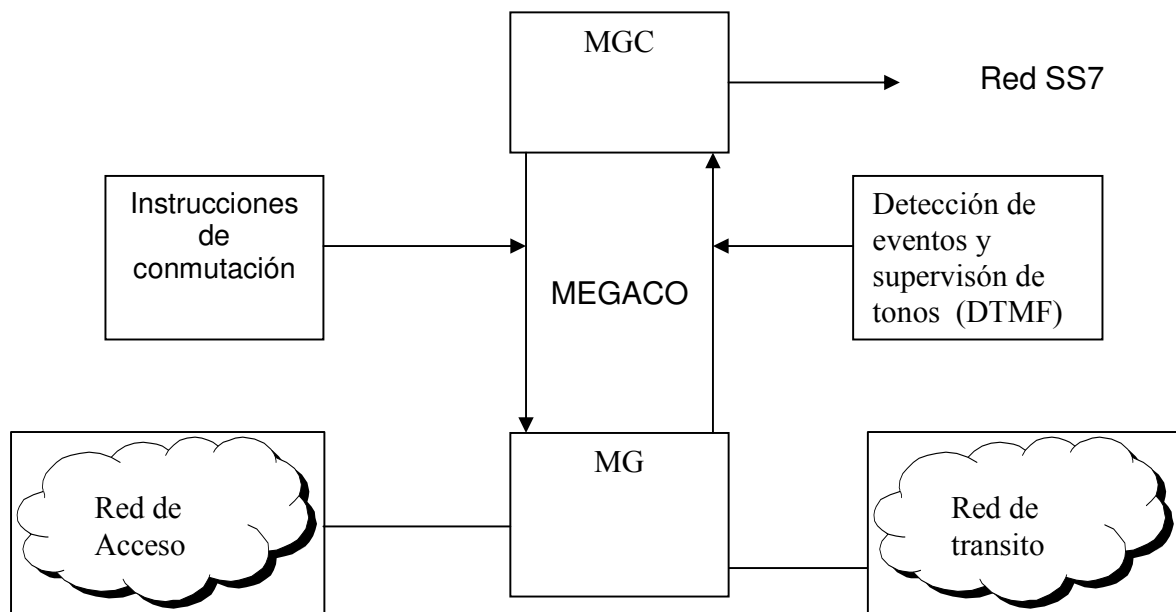 MGC
Red SS7
Instrucciones
de
conmutación
Detección de
eventos y
supervisón de
tonos (DTMF)
MEGACO
MG
Red de
Acceso
Red de
transito